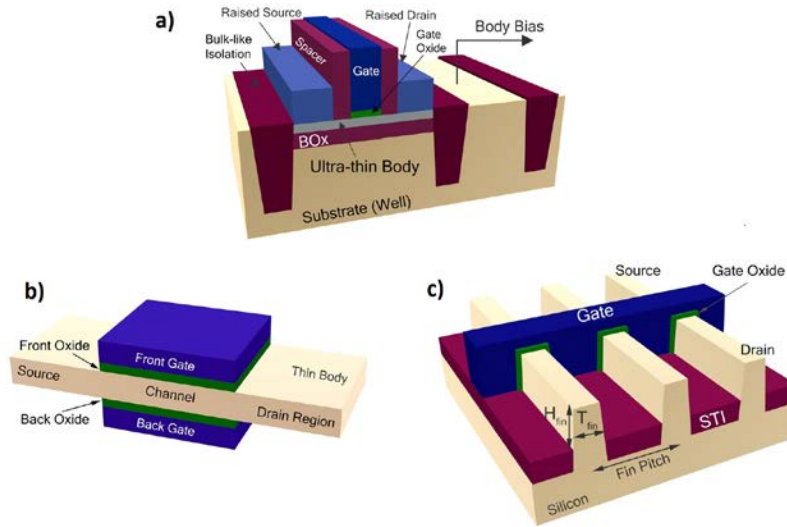 a)
Raised Source
Raised Drain
Gate
Oxide
Body Bias
Bulk-like
Isolation
Spacer
Gate
BOx
Ultra-thin Body
Substrate (Well)
b)
Front Oxide
Front Gate
Source
Channel
Thin Body
Drain Region
Back Oxide
Back Gate
c)
Source
Gate Oxide
Gate
Drain
Hfin
Tfin
STI
Fin Pitch
Silicon